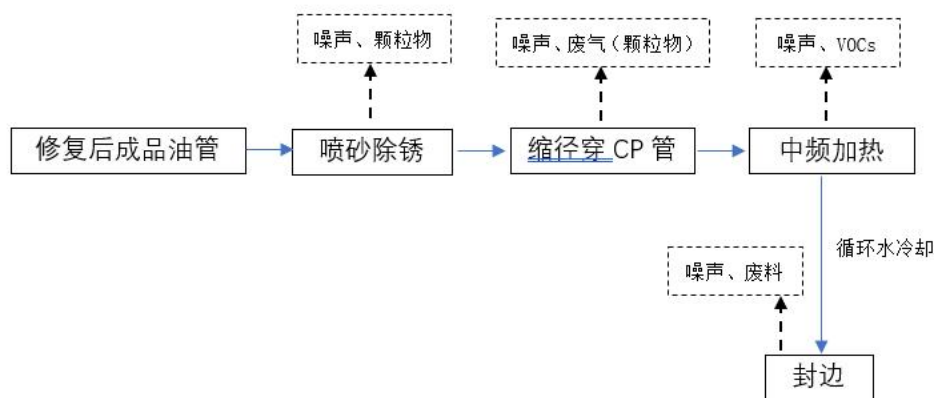 噪声、颗粒物
噪声、废气（颗粒物）
噪声、VOCs
修复后成品油管
喷砂除锈
缩径穿 CP 管
中频加热
循环水冷却
噪声、废料
封边